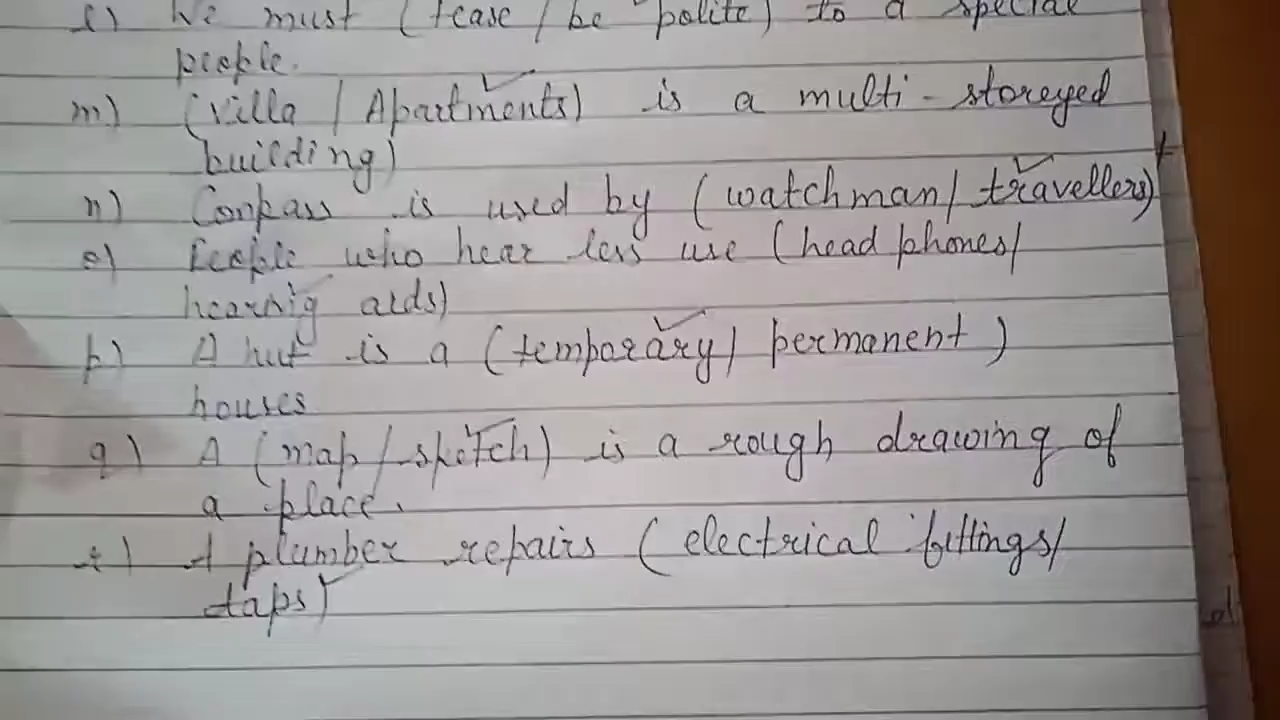 l) We must (tease / be polite) to a special
people.
m) (Villa / Apartments) is a multi-storeyed
building)
n) Compass is used by (watchman / travellers)
o) People who hear less use (head phones/
hearnig aids)
p) A hut is a (temporary / permanent)
houses
q) A (map / sketch) is a rough drawing of
a place.
r) A plumber repairs (electrical fittings/
taps)